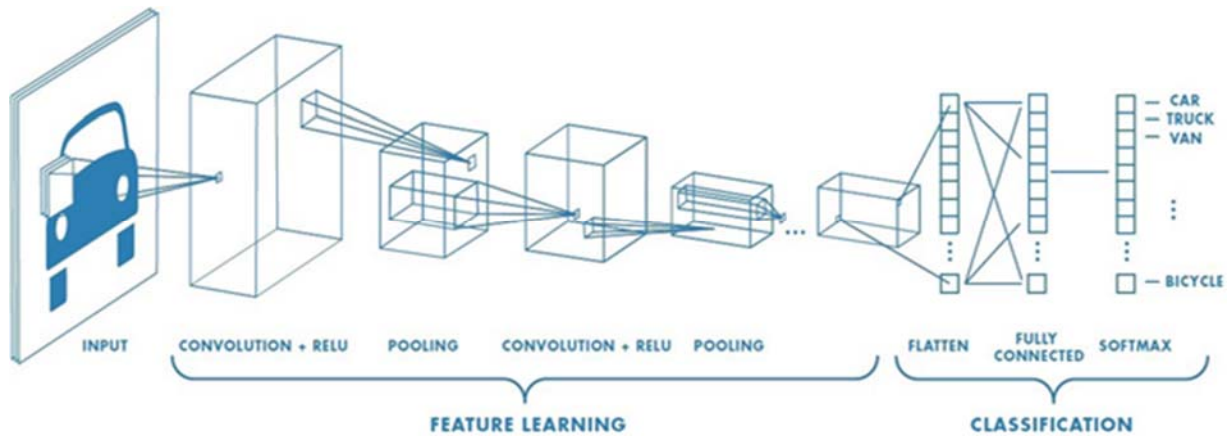 CAR
TRUCK
VAN
BICYCLE
INPUT
CONVOLUTION + RELU
POOLING
CONVOLUTION + RELU
POOLING
FLATTEN
FULLY
CONNECTED
SOFTMAX
FEATURE LEARNING
CLASSIFICATION